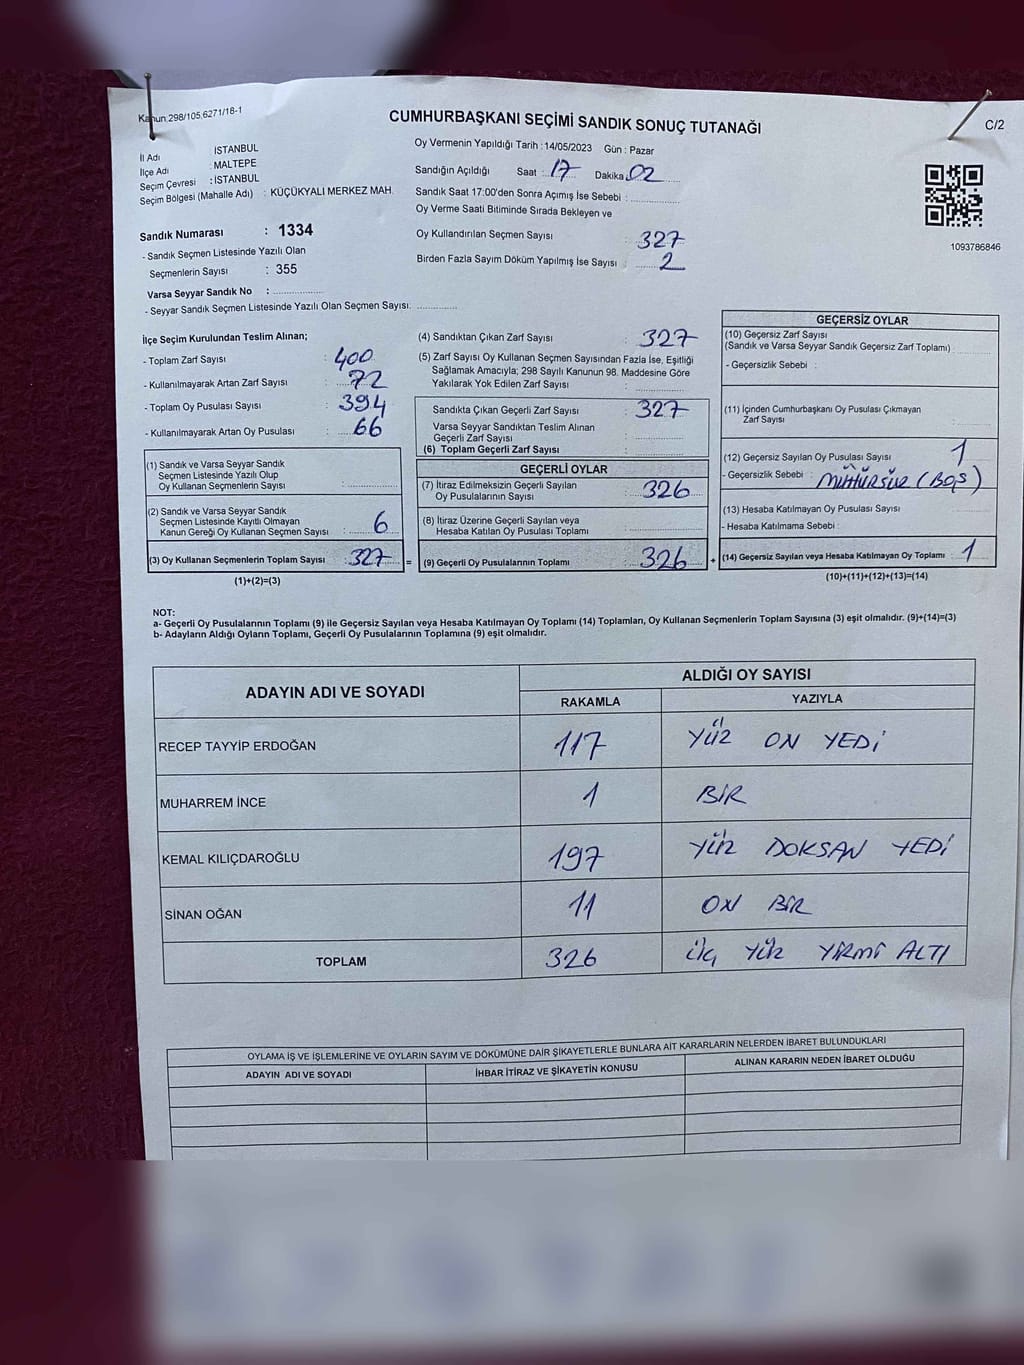 Kanun 298/105,6271/18-1
CUMHURBAŞKANI SEÇİMİ SANDIK SONUÇ TUTANAĞI
C/2
İl Adı : İSTANBUL
İlçe Adı : MALTEPE
Seçim Çevresi : İSTANBUL
Seçim Bölgesi (Mahalle Adı) : KÜÇÜKYALI MERKEZ MAH.
Sandık Numarası : 1334
- Sandık Seçmen Listesinde Yazılı Olan
Seçmenlerin Sayısı : 355
Varsa Seyyar Sandık No :
- Seyyar Sandık Seçmen Listesinde Yazılı Olan Seçmen Sayısı:
Oy Vermenin Yapıldığı Tarih :14/05/2023 Gün : Pazar
Sandığın Açıldığı Saat : 17 Dakika 02
Sandık Saat 17:00'den Sonra Açımış İse Sebebi :
Oy Verme Saati Bitiminde Sırada Bekleyen ve
Oy Kullandırılan Seçmen Sayısı : 327
Birden Fazla Sayım Döküm Yapılmış İse Sayısı : 2
1093786846
İlçe Seçim Kurulundan Teslim Alınan;
- Toplam Zarf Sayısı : 400
- Kullanılmayarak Artan Zarf Sayısı : 72
- Toplam Oy Pusulası Sayısı : 394
- Kullanılmayarak Artan Oy Pusulası : 66
(1) Sandık ve Varsa Seyyar Sandık
Seçmen Listesinde Yazılı Olup
Oy Kullanan Seçmenlerin Sayısı :
(2) Sandık ve Varsa Seyyar Sandık
Seçmen Listesinde Kayıtlı Olmayan
Kanun Gereği Oy Kullanan Seçmen Sayısı : 6
(3) Oy Kullanan Seçmenlerin Toplam Sayısı : 327 =
(1)+(2)=(3)
(4) Sandıktan Çıkan Zarf Sayısı : 327
(5) Zarf Sayısı Oy Kullanan Seçmen Sayısından Fazla İse, Eşitliği
Sağlamak Amacıyla; 298 Sayılı Kanunun 98. Maddesine Göre
Yakılarak Yok Edilen Zarf Sayısı :
Sandıkta Çıkan Geçerli Zarf Sayısı : 327
Varsa Seyyar Sandıktan Teslim Alınan
Geçerli Zarf Sayısı :
(6) Toplam Geçerli Zarf Sayısı :
GEÇERLİ OYLAR
(7) İtiraz Edilmeksizin Geçerli Sayılan
Oy Pusulalarının Sayısı : 326
(8) İtiraz Üzerine Geçerli Sayılan veya
Hesaba Katılan Oy Pusulası Toplamı :
(9) Geçerli Oy Pusulalarının Toplamı : 326 +
GEÇERSİZ OYLAR
(10) Geçersiz Zarf Sayısı
(Sandık ve Varsa Seyyar Sandık Geçersiz Zarf Toplamı)
- Geçersizlik Sebebi :
(11) İçinden Cumhurbaşkanı Oy Pusulası Çıkmayan
Zarf Sayısı :
(12) Geçersiz Sayılan Oy Pusulası Sayısı : 1
- Geçersizlik Sebebi : MÜHÜRSÜZ (BOŞ)
(13) Hesaba Katılmayan Oy Pusulası Sayısı :
- Hesaba Katılmama Sebebi :
(14) Geçersiz Sayılan veya Hesaba Katılmayan Oy Toplamı : 1
(10)+(11)+(12)+(13)=(14)
NOT:
a- Geçerli Oy Pusulalarının Toplamı (9) ile Geçersiz Sayılan veya Hesaba Katılmayan Oy Toplamı (14) Toplamları, Oy Kullanan Seçmenlerin Toplam Sayısına (3) eşit olmalıdır. (9)+(14)=(3)
b- Adayların Aldığı Oyların Toplamı, Geçerli Oy Pusulalarının Toplamına (9) eşit olmalıdır.
ADAYIN ADI VE SOYADI
ALDIĞI OY SAYISI
RAKAMLA YAZIYLA
RECEP TAYYİP ERDOĞAN 117 YÜZ ON YEDİ
MUHARREM İNCE 1 BİR
KEMAL KILIÇDAROĞLU 197 YÜZ DOKSAN YEDİ
SİNAN OĞAN 11 ON BİR
TOPLAM 326 ÜÇ YÜZ YİRMİ ALTI
OYLAMA İŞ VE İŞLEMLERİNE VE OYLARIN SAYIM VE DÖKÜMÜNE DAİR ŞİKAYETLERLE BUNLARA AİT KARARLARIN NELERDEN İBARET BULUNDUKLARI
ADAYIN ADI VE SOYADI İHBAR İTİRAZ VE ŞİKAYETİN KONUSU ALINAN KARARIN NEDEN İBARET OLDUĞU